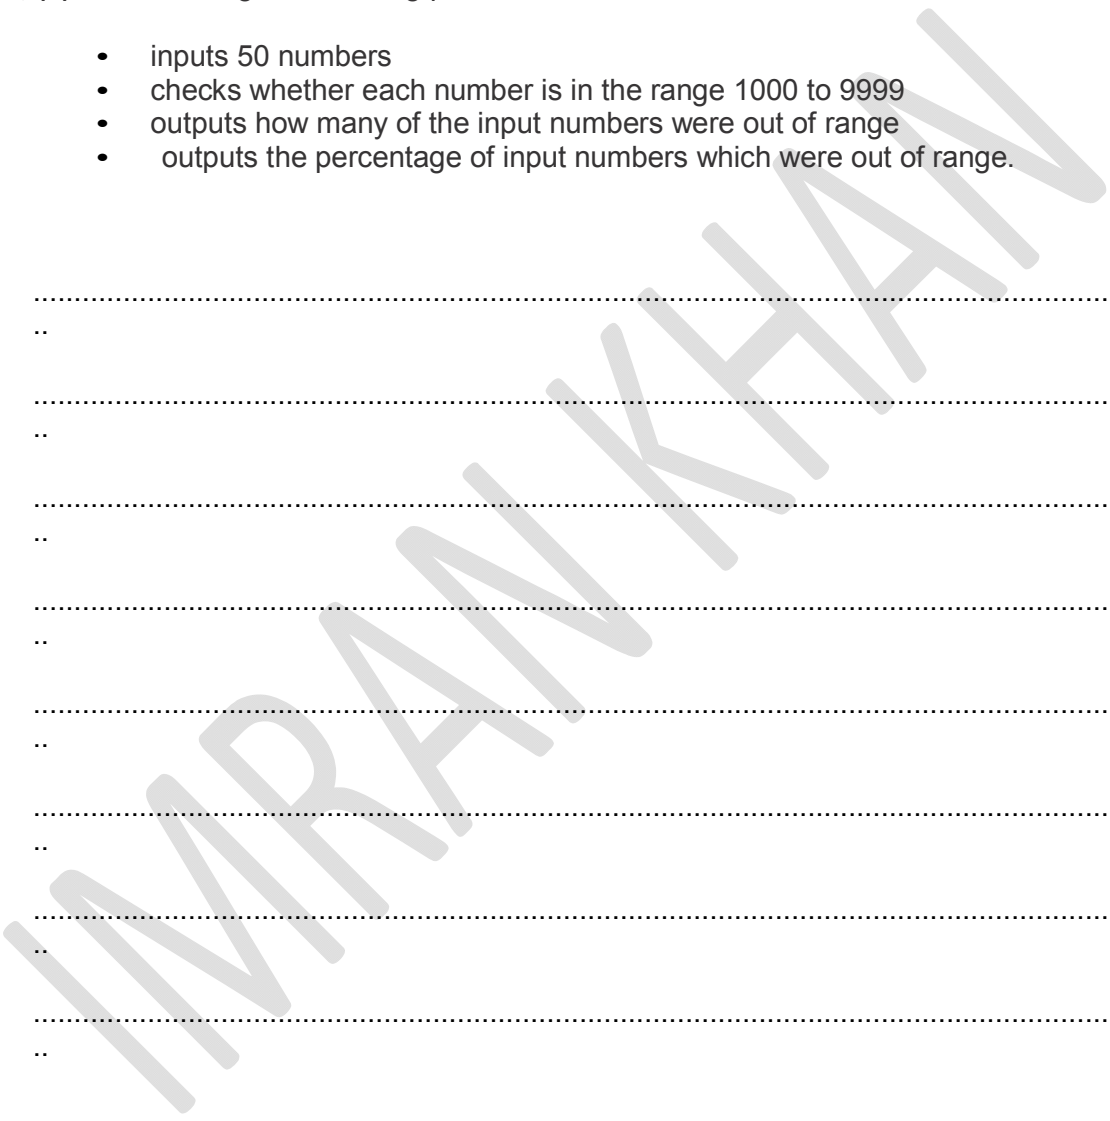 • inputs 50 numbers
• checks whether each number is in the range 1000 to 9999
• outputs how many of the input numbers were out of range
• outputs the percentage of input numbers which were out of range.
IMRAN KHAN